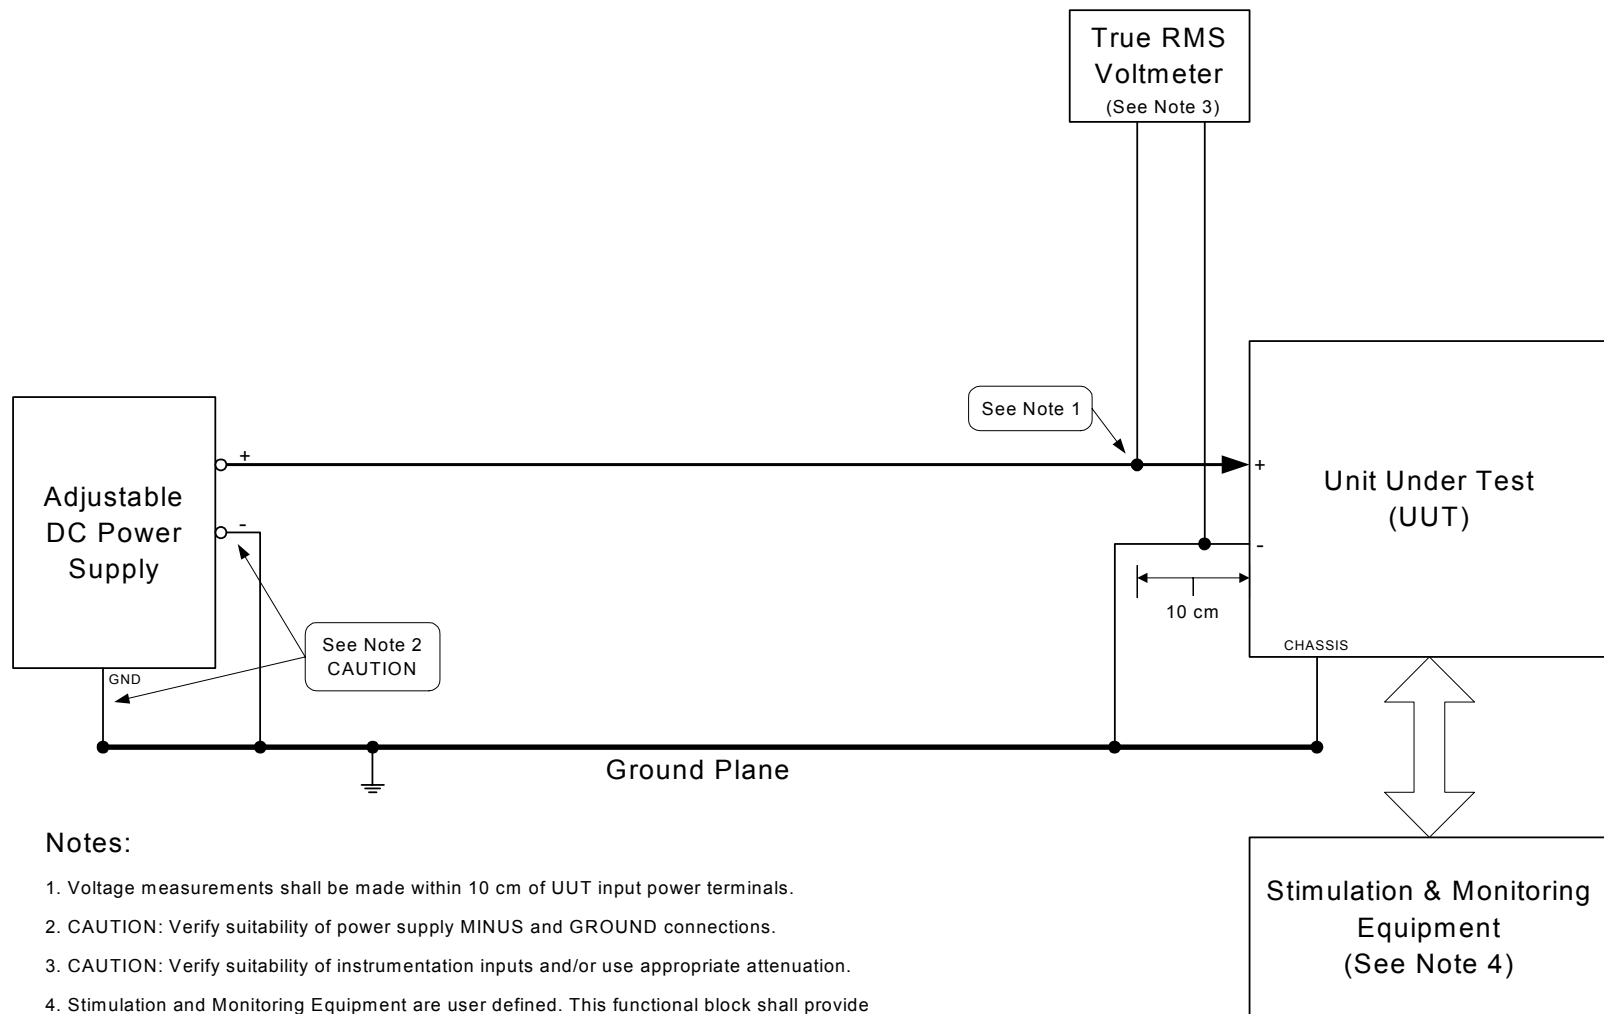 True RMS
Voltmeter
(See Note 3)
See Note 1
+
+
Adjustable
DC Power
Supply
-
Unit Under Test
(UUT)
-
10 cm
See Note 2
CAUTION
CHASSIS
GND
Ground Plane
Notes:
1. Voltage measurements shall be made within 10 cm of UUT input power terminals.
2. CAUTION: Verify suitability of power supply MINUS and GROUND connections.
3. CAUTION: Verify suitability of instrumentation inputs and/or use appropriate attenuation.
4. Stimulation and Monitoring Equipment are user defined. This functional block shall provide
Stimulation & Monitoring
Equipment
(See Note 4)